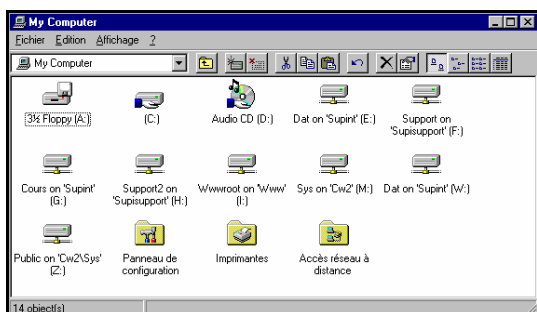 My Computer
Fichier Edition Affichage ?
My Computer
3½ Floppy (A:)
(C:)
Audio CD (D:)
Dat on 'Supint' (E:)
Support on
'Supisupport' (F:)
Cours on 'Supint'
(G:)
Support2 on
'Supisupport' (H:)
Wwwroot on 'Www'
(I:)
Sys on 'Cw2' (M:)
Dat on 'Supint' (W:)
Public on 'Cw2\Sys'
(Z:)
Panneau de
configuration
Imprimantes
Accès réseau à
distance
14 object(s)